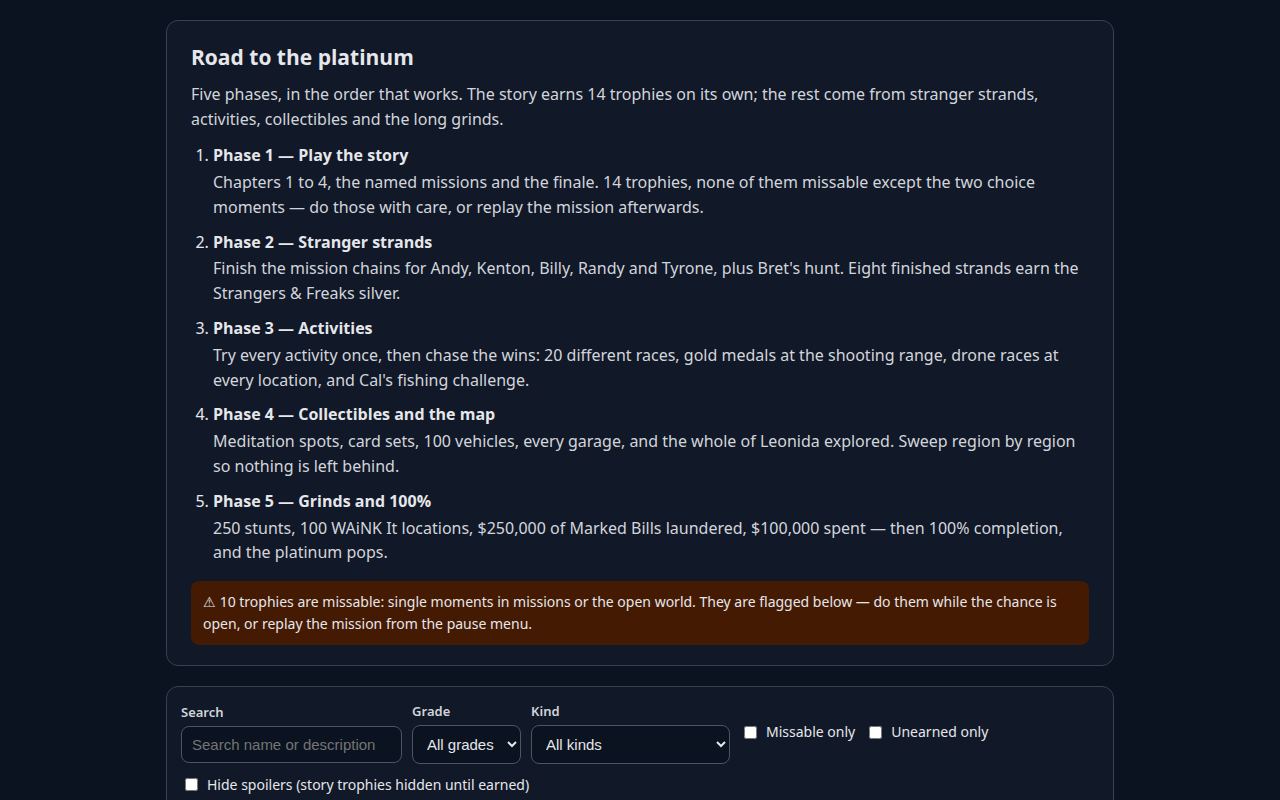 Road to the platinum
Five phases, in the order that works. The story earns 14 trophies on its own; the rest come from stranger strands,
activities, collectibles and the long grinds.
1. Phase 1 — Play the story
Chapters 1 to 4, the named missions and the finale. 14 trophies, none of them missable except the two choice
moments — do those with care, or replay the mission afterwards.
2. Phase 2 — Stranger strands
Finish the mission chains for Andy, Kenton, Billy, Randy and Tyrone, plus Bret's hunt. Eight finished strands earn the
Strangers & Freaks silver.
3. Phase 3 — Activities
Try every activity once, then chase the wins: 20 different races, gold medals at the shooting range, drone races at
every location, and Cal's fishing challenge.
4. Phase 4 — Collectibles and the map
Meditation spots, card sets, 100 vehicles, every garage, and the whole of Leonida explored. Sweep region by region
so nothing is left behind.
5. Phase 5 — Grinds and 100%
250 stunts, 100 WAiNK It locations, $250,000 of Marked Bills laundered, $100,000 spent — then 100% completion,
and the platinum pops.
⚠ 10 trophies are missable: single moments in missions or the open world. They are flagged below — do them while the chance is
open, or replay the mission from the pause menu.
Search
Grade
Kind
Search name or description
All grades
All kinds
Missable only
Unearned only
Hide spoilers (story trophies hidden until earned)